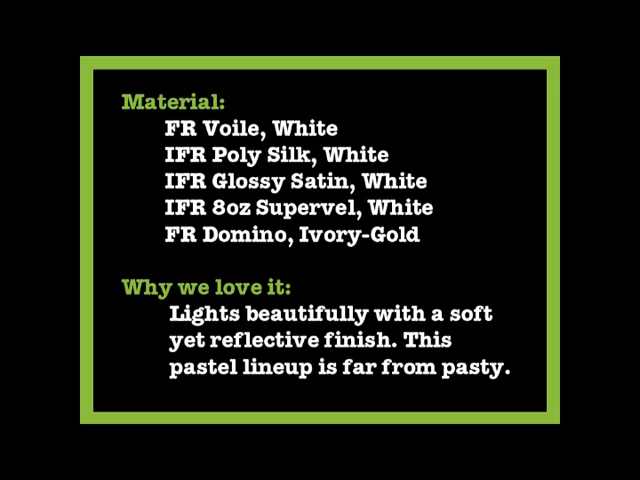 Material:
FR Voile, White
IFR Poly Silk, White
IFR Glossy Satin, White
IFR 8oz Supervel, White
FR Domino, Ivory-Gold
Why we love it:
Lights beautifully with a soft
yet reflective finish. This
pastel lineup is far from pasty.